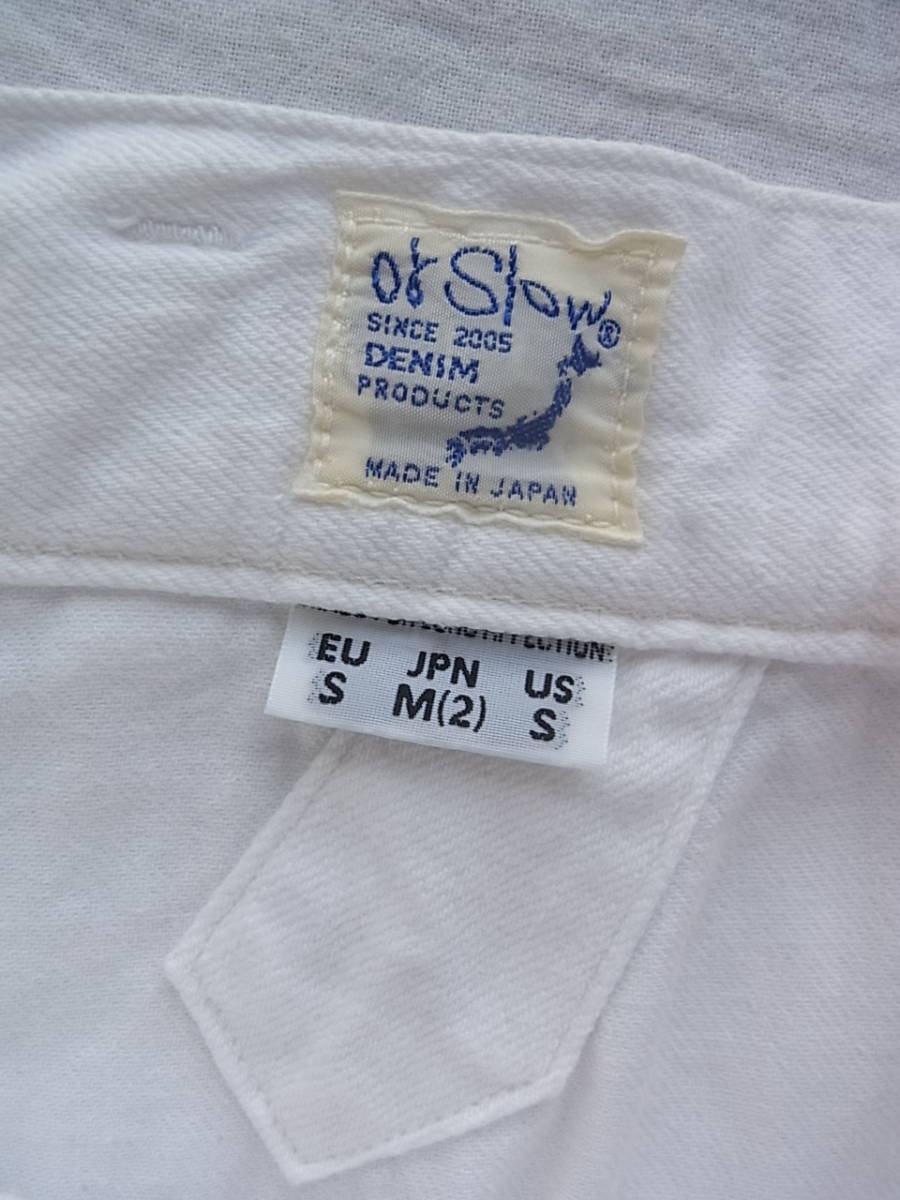 or Slow®
SINCE 2005
DENIM
PRODUCTS
MADE IN JAPAN
EU JPN US
S M(2) S